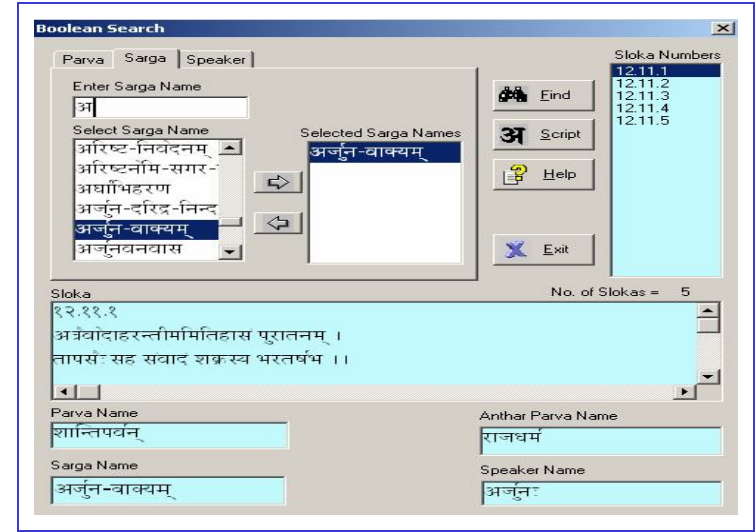 Boolean Search
Parva Sarga Speaker
Enter Sarga Name
अ
Select Sarga Name
अरिष्ट-निवेदनम्
अरिष्टनेमि-सगर-
अर्घाभिहरण
अर्जुन-दरिद्र-निन्द
अर्जुन-वाक्यम्
अर्जुनवनवास
Selected Sarga Names
अर्जुन-वाक्यम्
Find
Script
Help
Exit
Sloka Numbers
12.11.1
12.11.2
12.11.3
12.11.4
12.11.5
Sloka
No. of Slokas = 5
१२.११.१
अत्रैवोदाहरन्तीममितिहासं पुरातनम् ।
तापसैः सह संवादं शक्रस्य भरतर्षभ ।।
Parva Name
शान्तिपर्वन्
Anthar Parva Name
राजधर्म
Sarga Name
अर्जुन-वाक्यम्
Speaker Name
अर्जुनः